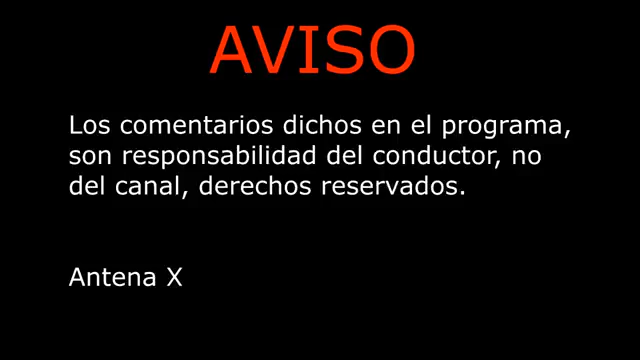 AVISO
Los comentarios dichos en el programa,
son responsabilidad del conductor, no
del canal, derechos reservados.
Antena X